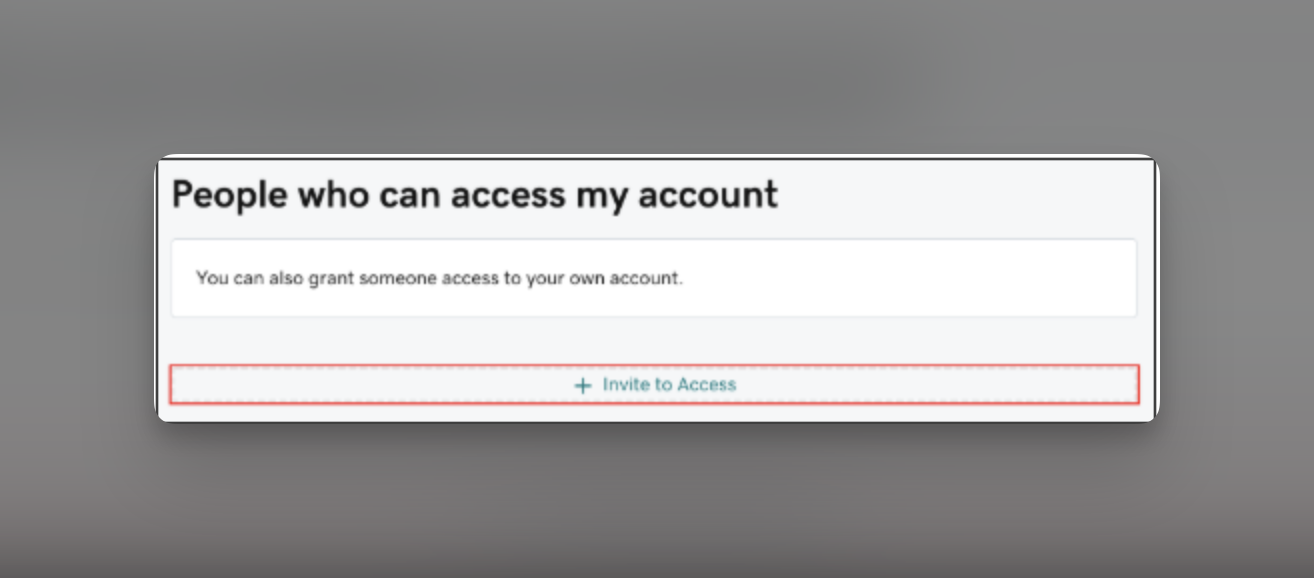 People who can access my account
You can also grant someone access to your own account.
+ Invite to Access